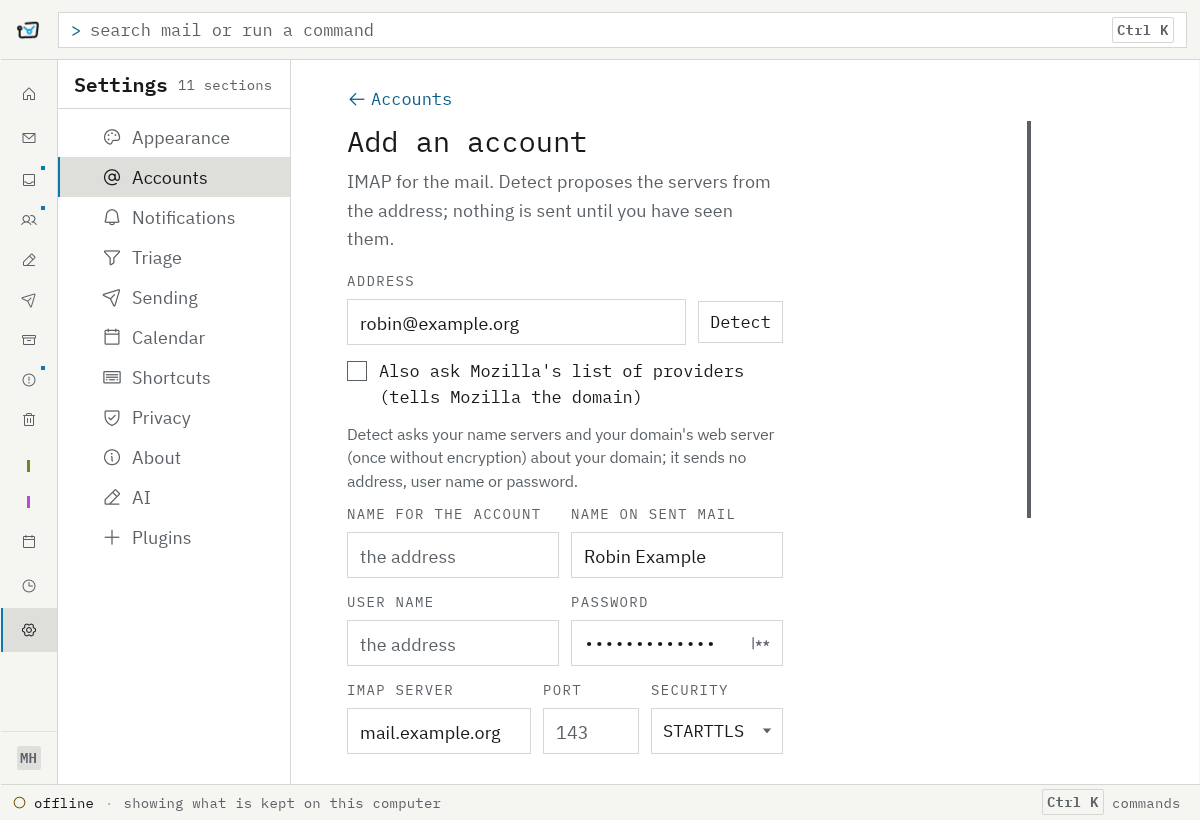 > search mail or run a command
Ctrl K
Settings 11 sections
Appearance
Accounts
Notifications
Triage
Sending
Calendar
Shortcuts
Privacy
About
AI
Plugins
MH
← Accounts
Add an account
IMAP for the mail. Detect proposes the servers from
the address; nothing is sent until you have seen
them.
ADDRESS
robin@example.org
Detect
Also ask Mozilla's list of providers
(tells Mozilla the domain)
Detect asks your name servers and your domain's web server
(once without encryption) about your domain; it sends no
address, user name or password.
NAME FOR THE ACCOUNT NAME ON SENT MAIL
the address Robin Example
USER NAME PASSWORD
the address ••••••••••••• |**
IMAP SERVER PORT SECURITY
mail.example.org 143 STARTTLS
offline · showing what is kept on this computer
Ctrl K commands